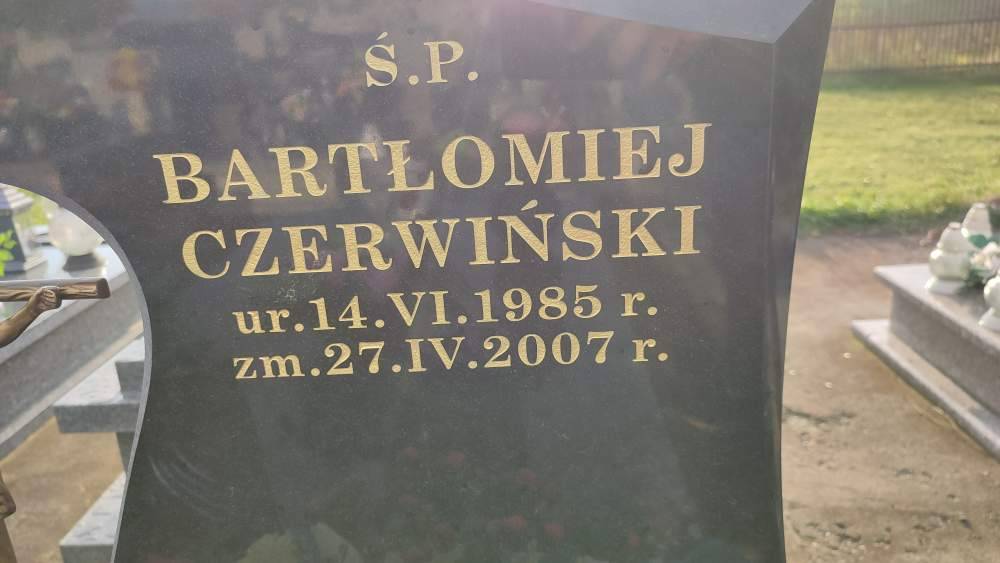 Ś.P.
BARTŁOMIEJ
CZERWIŃSKI
ur.14.VI.1985 r.
zm.27.IV.2007 r.